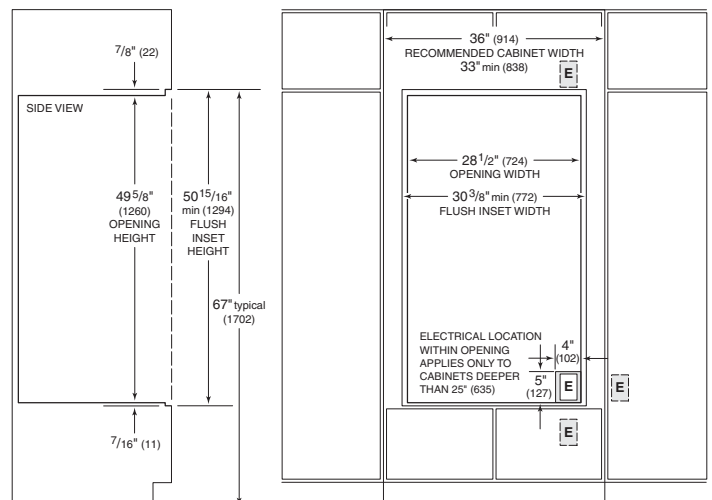 7/8" (22)
SIDE VIEW
49 5/8"
(1260)
OPENING
HEIGHT
50 15/16"
min (1294)
FLUSH
INSET
HEIGHT
67" typical
(1702)
7/16" (11)
36" (914)
RECOMMENDED CABINET WIDTH
33" min (838)
E
28 1/2" (724)
OPENING WIDTH
30 3/8" min (772)
FLUSH INSET WIDTH
ELECTRICAL LOCATION
WITHIN OPENING
APPLIES ONLY TO
CABINETS DEEPER
THAN 25" (635)
4"
(102)
5"
(127)
E
E
E